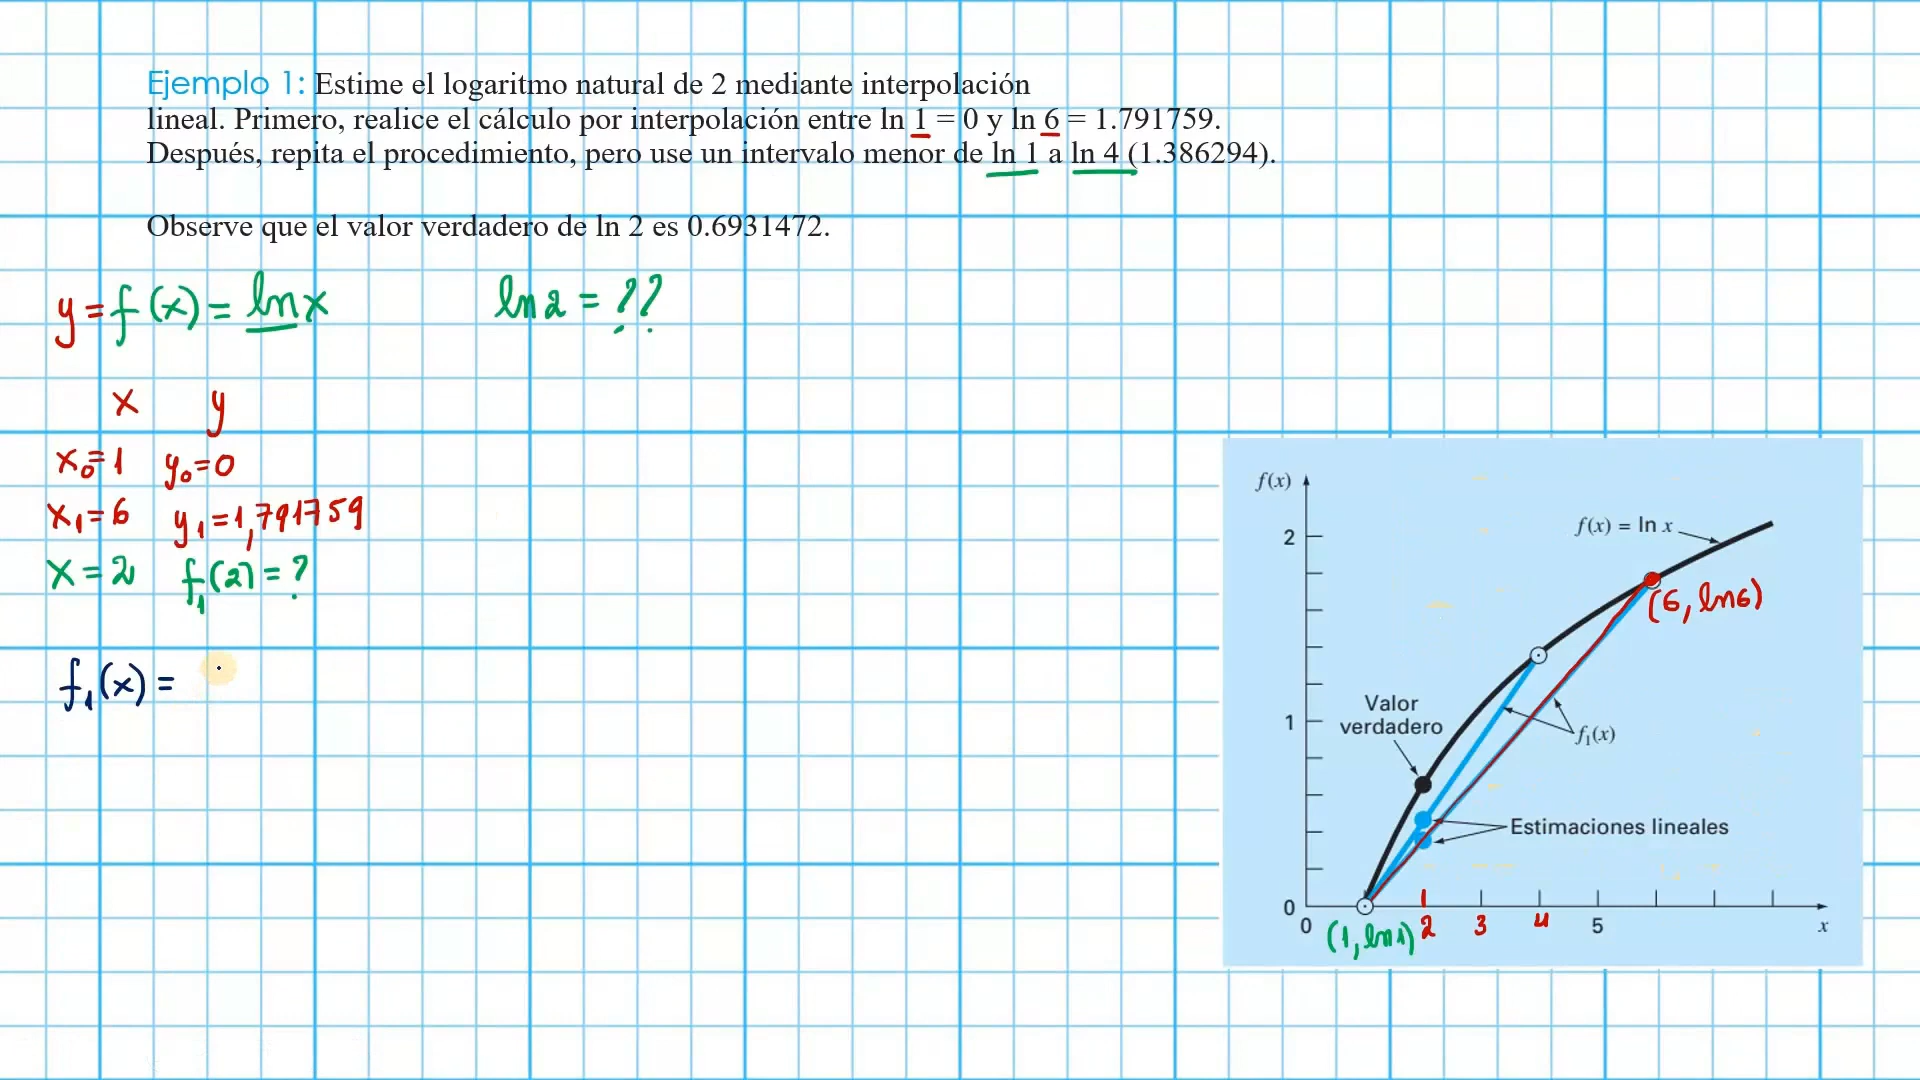 Ejemplo 1: Estime el logaritmo natural de 2 mediante interpolación
lineal. Primero, realice el cálculo por interpolación entre ln 1 = 0 y ln 6 = 1.791759.
Después, repita el procedimiento, pero use un intervalo menor de ln 1 a ln 4 (1.386294).
Observe que el valor verdadero de ln 2 es 0.6931472.
y = f(x) = ln x
ln 2 = ??
x y
x₀=1 y₀=0
x₁=6 y₁=1,791759
x=2 f₁(2)=?
f₁(x) =
f(x)
2
f(x) = ln x
(6, ln6)
1
Valor
verdadero
f₁(x)
Estimaciones lineales
0
0
(1, ln1)
2
3
4
5
x